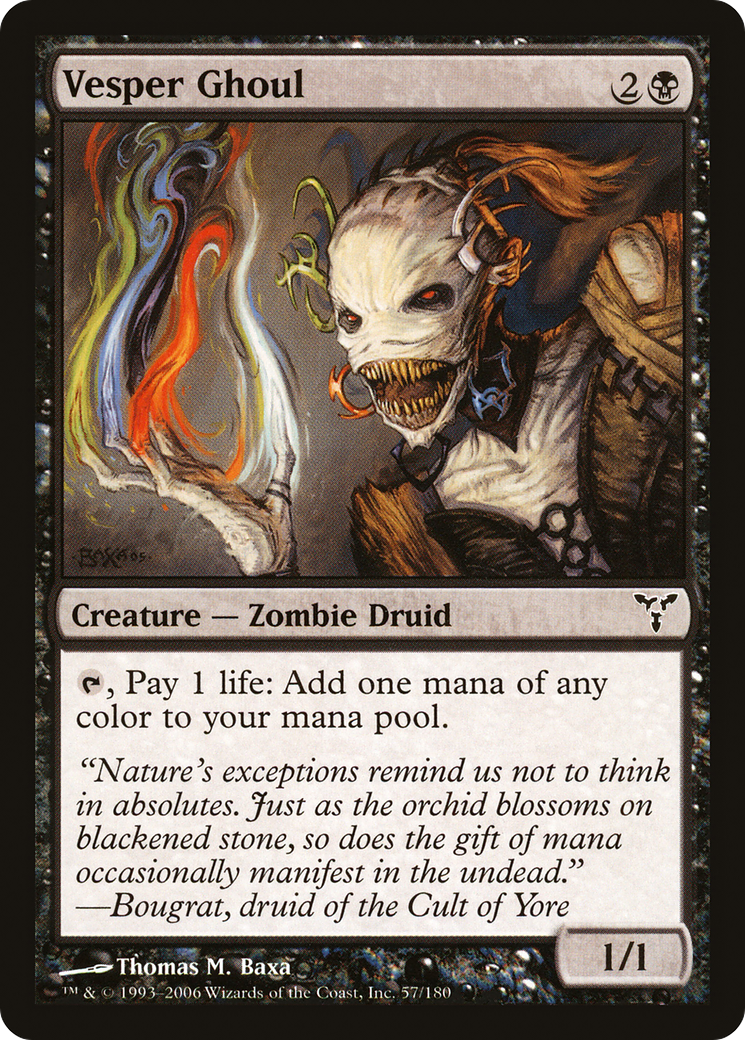 Vesper Ghoul
2
BAXA 05.
Creature — Zombie Druid
, Pay 1 life: Add one mana of any
color to your mana pool.
“Nature’s exceptions remind us not to think
in absolutes. Just as the orchid blossoms on
blackened stone, so does the gift of mana
occasionally manifest in the undead.”
—Bougrat, druid of the Cult of Yore
1/1
Thomas M. Baxa
™ & © 1993–2006 Wizards of the Coast, Inc. 57/180